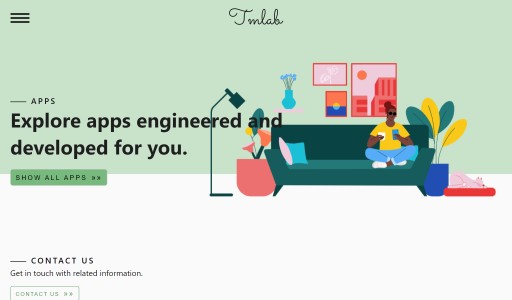 Tmlab
APPS
Explore apps engineered and
developed for you.
SHOW ALL APPS »»
CONTACT US
Get in touch with related information.
CONTACT US »»